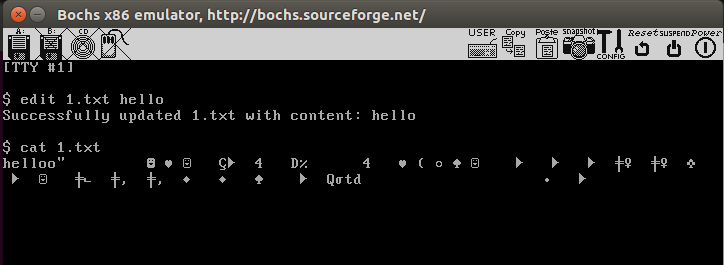 Bochs x86 emulator, http://bochs.sourceforge.net/
A: B: CD USER Copy Paste snapshot CONFIG Reset SUSPEND Power
[TTY #1]
$ edit 1.txt hello
Successfully updated 1.txt with content: hello
$ cat 1.txt
helloo" ☻ ♥ ☺ Ç► 4 D% 4 ♥ ( ○ ♠ ☺ ► ► ► ╪♀ ╪♀ ♣
► ☺ ╪, ╪, ♦ ♦ ♠ ► Qσtd • ►